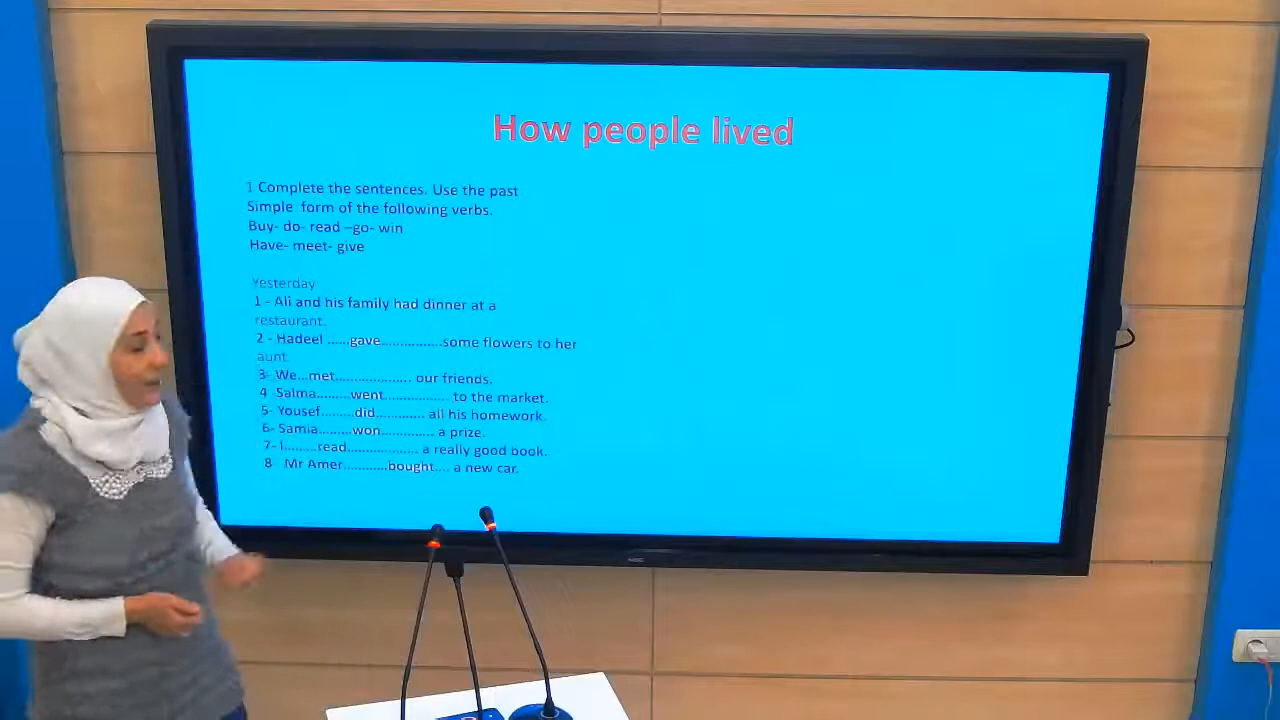 How people lived
1 Complete the sentences. Use the past
Simple form of the following verbs.
Buy- do- read –go- win
Have- meet- give
Yesterday
1 - Ali and his family had dinner at a
restaurant.
2 - Hadeel ......gave................some flowers to her
aunt.
3- We...met.................... our friends.
4 Salma.........went................. to the market.
5- Yousef........did............ all his homework.
6- Samia.........won............. a prize.
7- I........read.................. a really good book.
8 Mr Amer...........bought.... a new car.
NEC